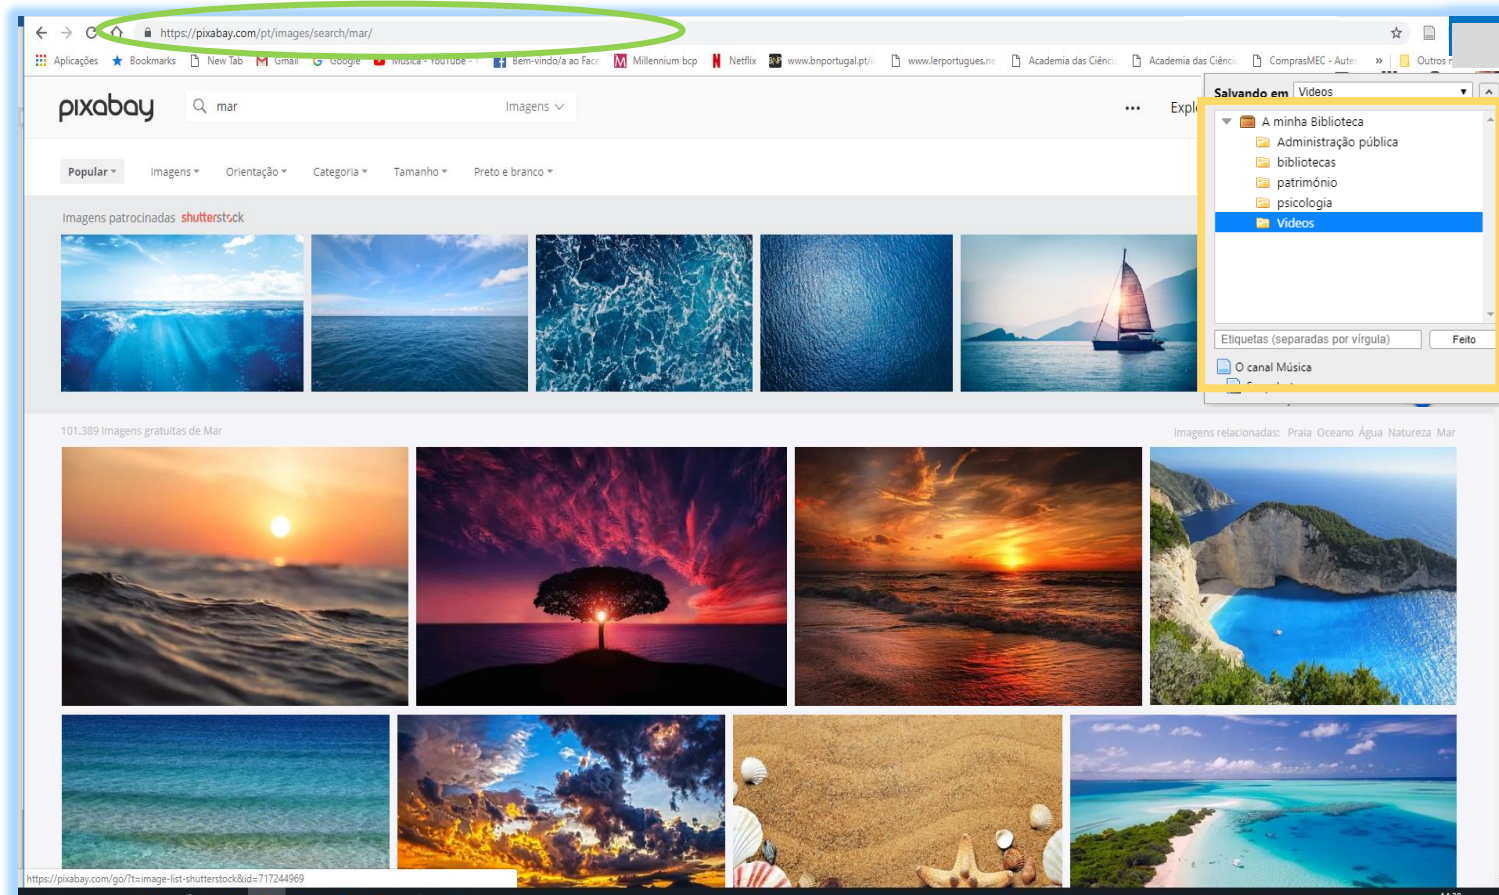 https://pixabay.com/pt/images/search/mar/
Aplicações Bookmarks New Tab Gmail Google Música - YouTube - Bem-vindo/a ao Face Millennium bcp Netflix www.bnportugal.pt/ www.lerportugues.ne Academia das Ciênci Academia das Ciênci ComprasMEC - Aute » Outros
pixabay mar Imagens ••• Expl
Salvando em Videos
A minha Biblioteca
Administração pública
bibliotecas
património
psicologia
Videos
Etiquetas (separadas por vírgula) Feito
O canal Música
Popular Imagens Orientação Categoria Tamanho Preto e branco
Imagens patrocinadas shutterstock
101.389 Imagens gratuitas de Mar
Imagens relacionadas: Praia Oceano Água Natureza Mar
https://pixabay.com/go/?t=image-list-shutterstock&id=717244969